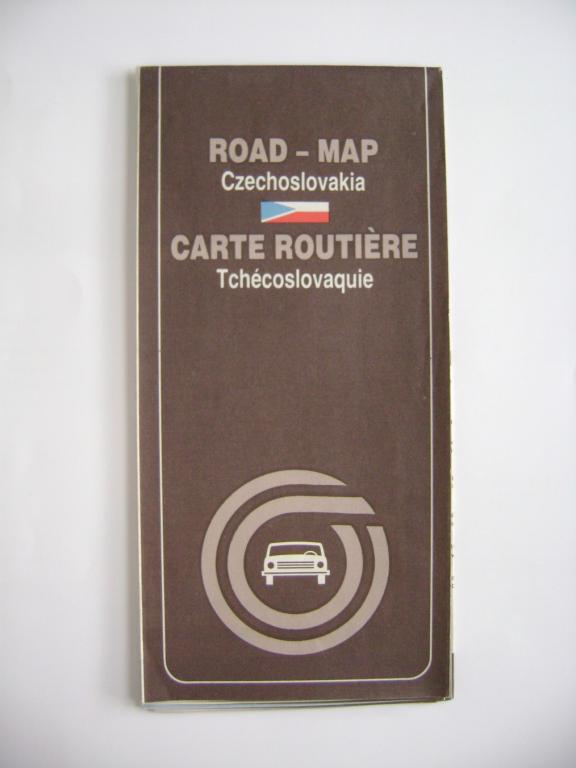 ROAD – MAP
Czechoslovakia
CARTE ROUTIÈRE
Tchécoslovaquie